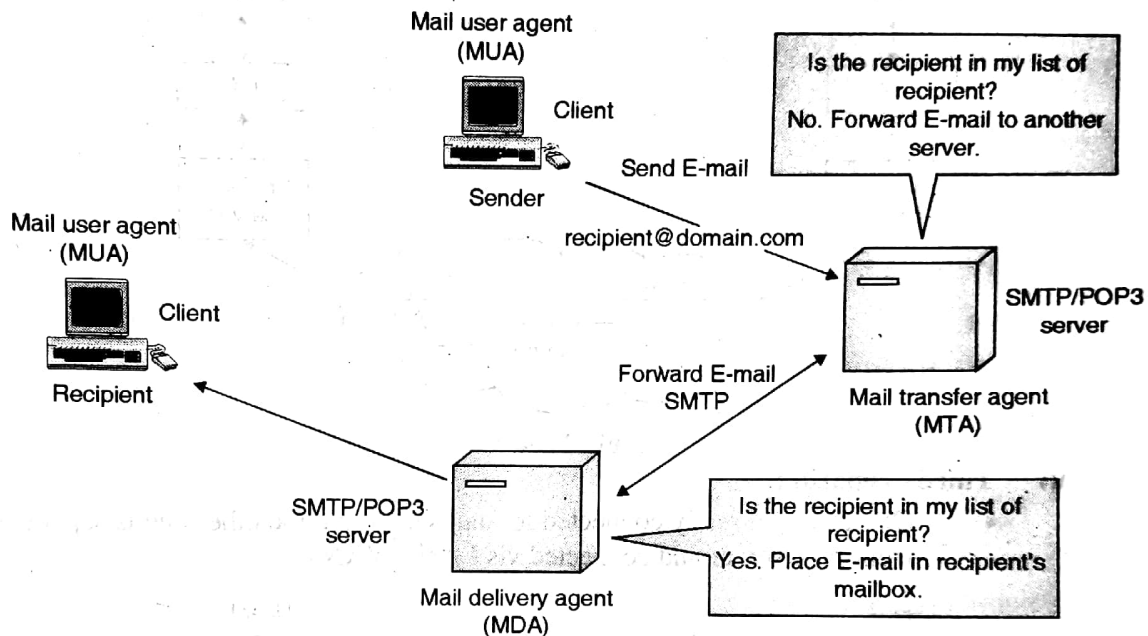 Mail user agent
(MUA)
Client
Sender
Is the recipient in my list of
recipient?
No. Forward E-mail to another
server.
Send E-mail
recipient@domain.com
Mail user agent
(MUA)
Client
Recipient
SMTP/POP3
server
Mail transfer agent
(MTA)
Forward E-mail
SMTP
SMTP/POP3
server
Mail delivery agent
(MDA)
Is the recipient in my list of
recipient?
Yes. Place E-mail in recipient's
mailbox.